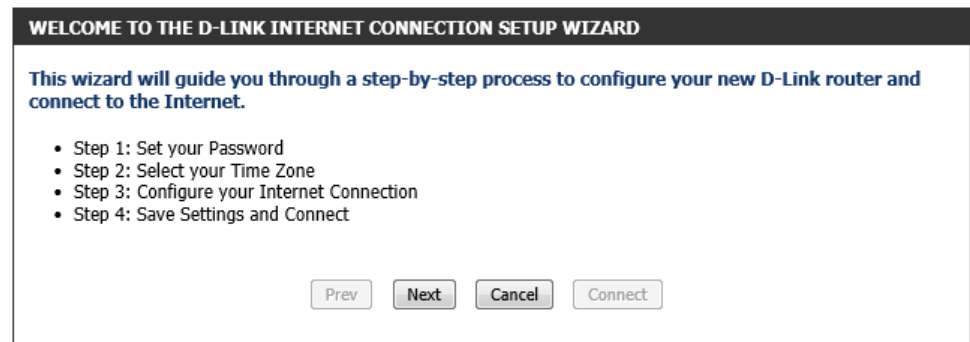 WELCOME TO THE D-LINK INTERNET CONNECTION SETUP WIZARD
This wizard will guide you through a step-by-step process to configure your new D-Link router and
connect to the Internet.
• Step 1: Set your Password
• Step 2: Select your Time Zone
• Step 3: Configure your Internet Connection
• Step 4: Save Settings and Connect
Prev Next Cancel Connect